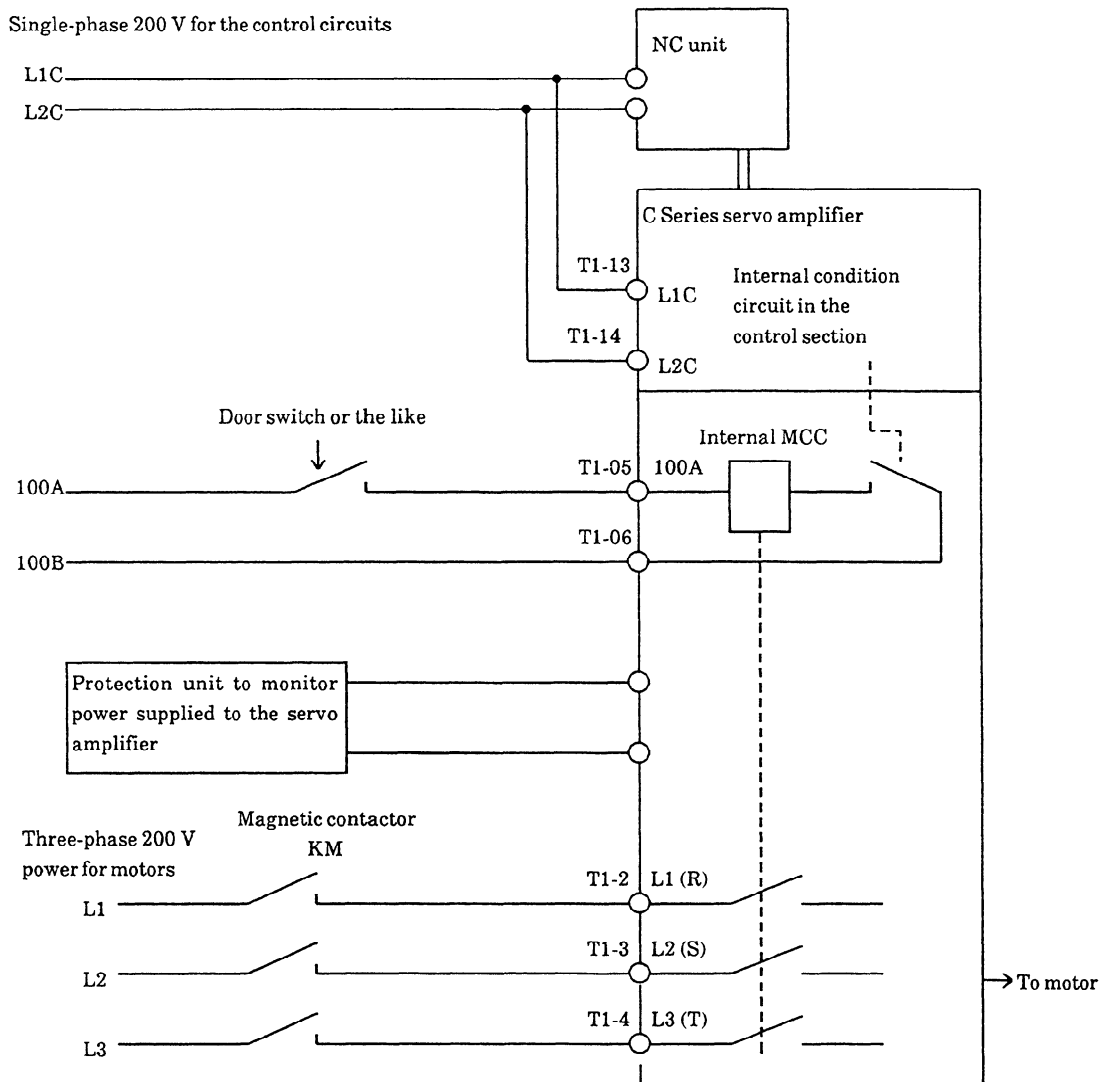 Single-phase 200 V for the control circuits
NC unit
L1C
L2C
C Series servo amplifier
T1-13
L1C
Internal condition
circuit in the
control section
T1-14
L2C
Door switch or the like
Internal MCC
100A
T1-05
100A
T1-06
100B
Protection unit to monitor
power supplied to the servo
amplifier
Magnetic contactor
KM
Three-phase 200 V
power for motors
T1-2
L1 (R)
L1
T1-3
L2 (S)
L2
To motor
T1-4
L3 (T)
L3